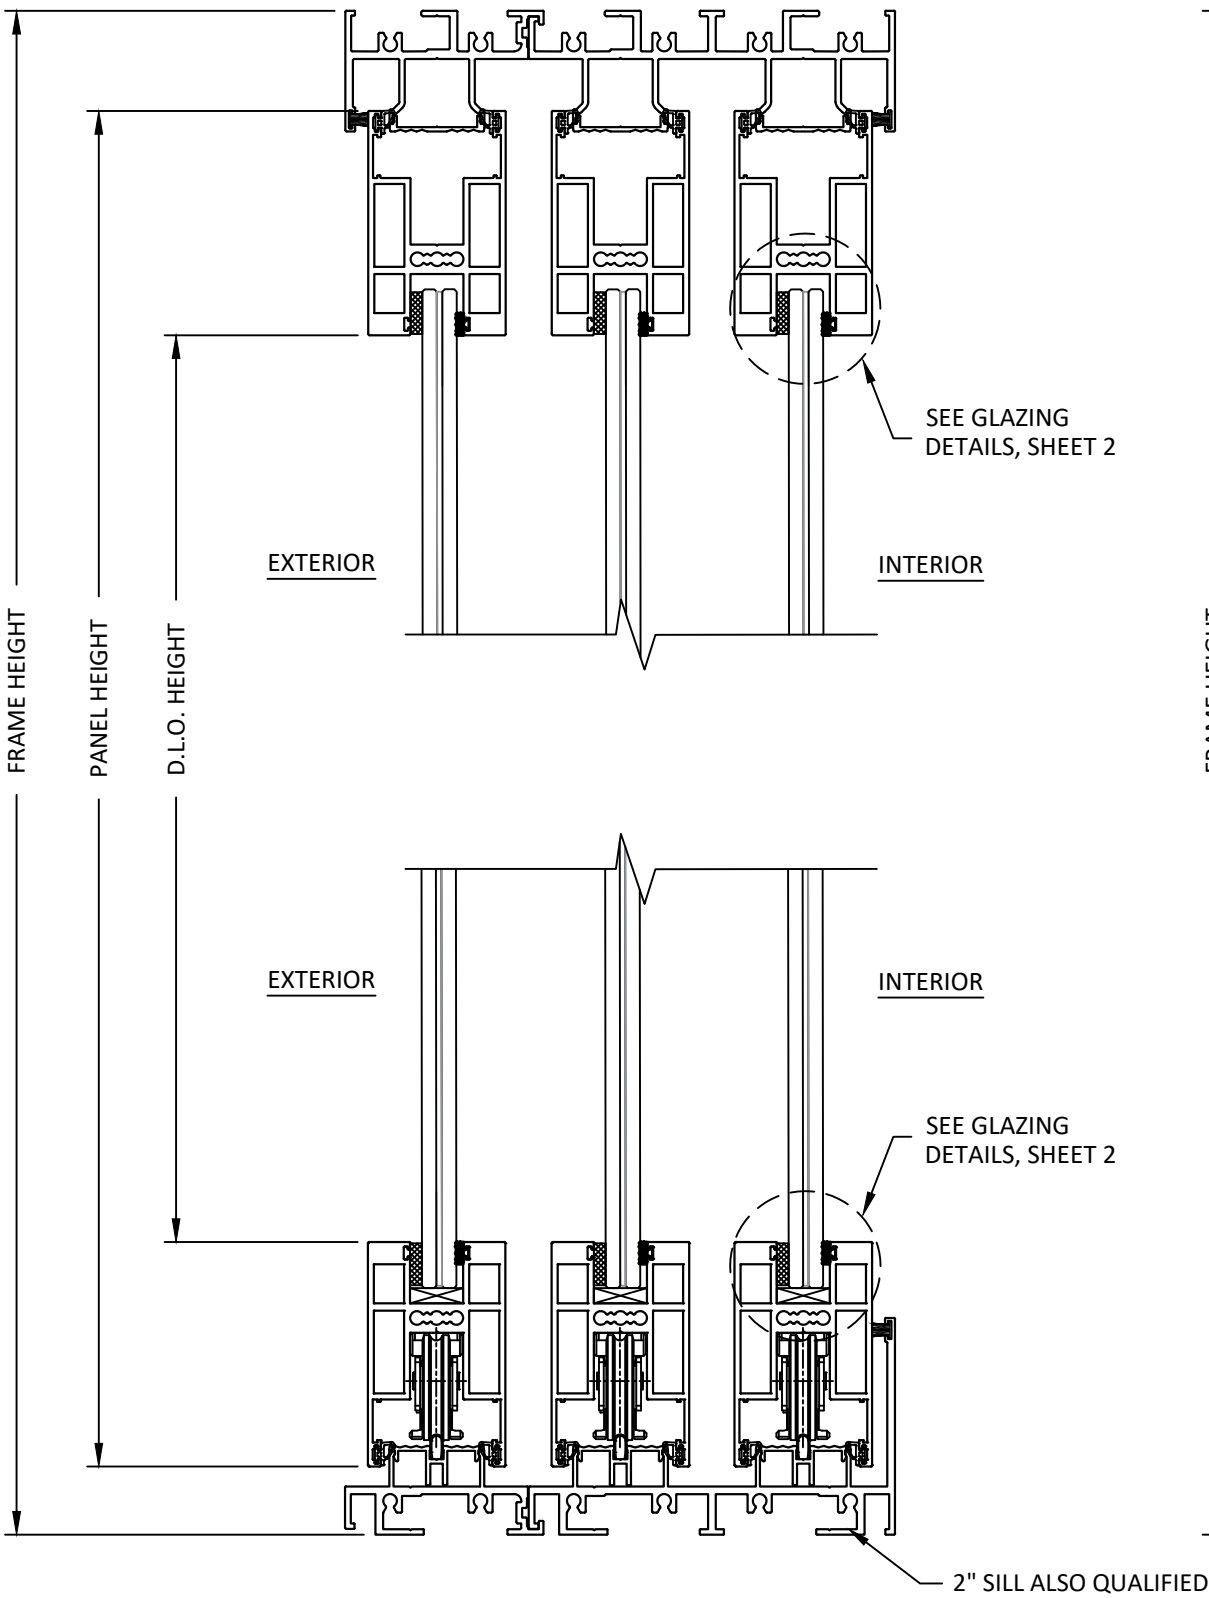 SEE GLAZING
DETAILS, SHEET 2
EXTERIOR
INTERIOR
FRAME HEIGHT
PANEL HEIGHT
D.L.O. HEIGHT
EXTERIOR
INTERIOR
SEE GLAZING
DETAILS, SHEET 2
2" SILL ALSO QUALIFIED